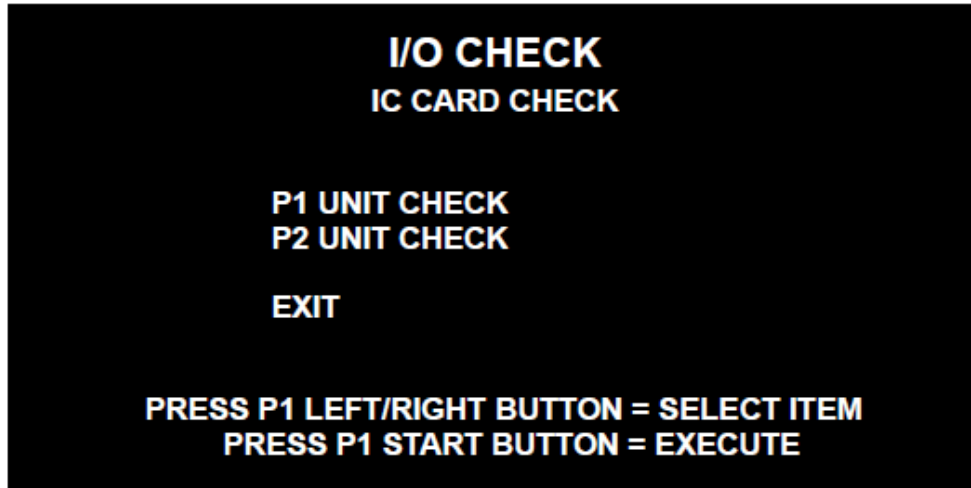 I/O CHECK
IC CARD CHECK
P1 UNIT CHECK
P2 UNIT CHECK
EXIT
PRESS P1 LEFT/RIGHT BUTTON = SELECT ITEM
PRESS P1 START BUTTON = EXECUTE